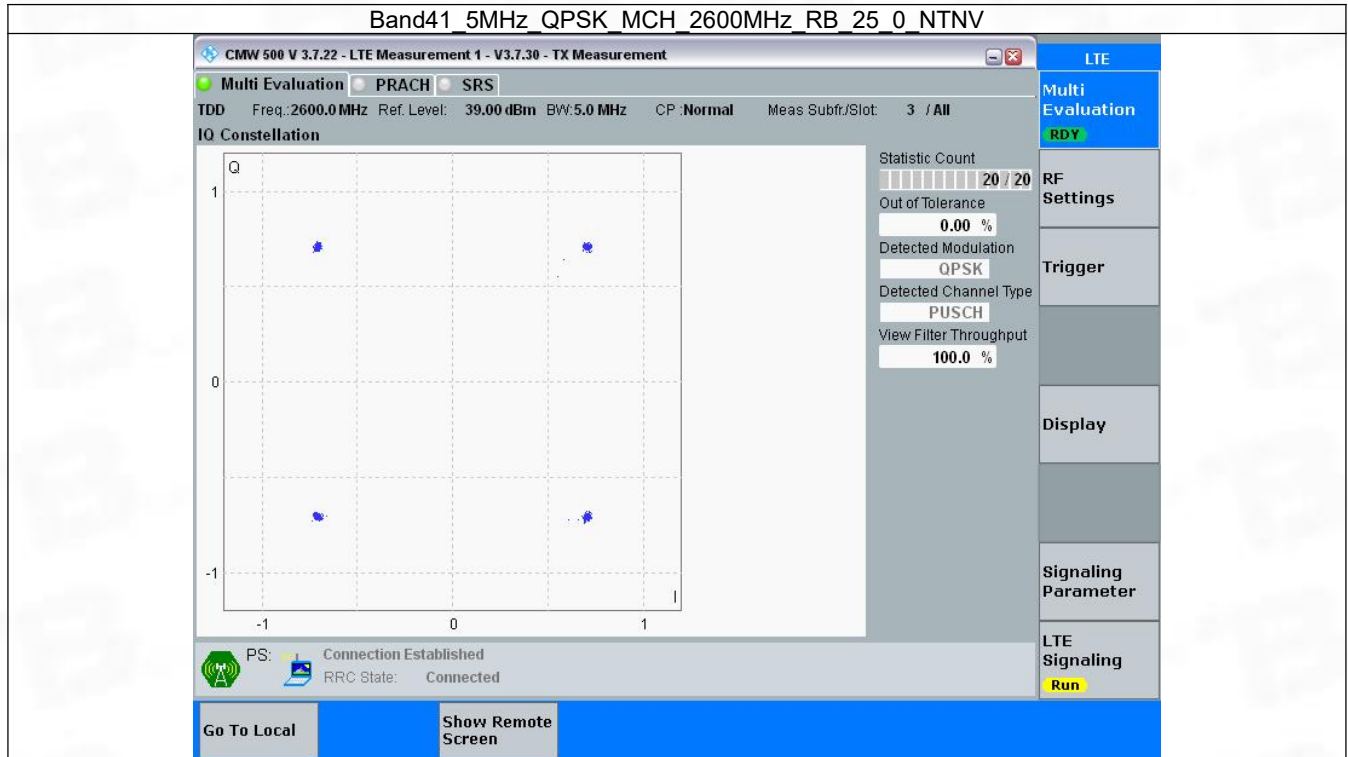 Band41_5MHz_QPSK_MCH_2600MHz_RB_25_0_NTNV
CMW 500 V 3.7.22 - LTE Measurement 1 - V3.7.30 - TX Measurement
LTE
Multi Evaluation PRACH SRS
TDD Freq.:2600.0 MHz Ref. Level: 39.00 dBm BW:5.0 MHz CP :Normal Meas Subfr./Slot: 3 / All
IQ Constellation
Q
1
0
-1
I
-1 0 1
Statistic Count
20 / 20
Out of Tolerance
0.00 %
Detected Modulation
QPSK
Detected Channel Type
PUSCH
View Filter Throughput
100.0 %
Multi
Evaluation
RDY
RF
Settings
Trigger
Display
Signaling
Parameter
LTE
Signaling
Run
PS: Connection Established
RRC State: Connected
Go To Local
Show Remote
Screen